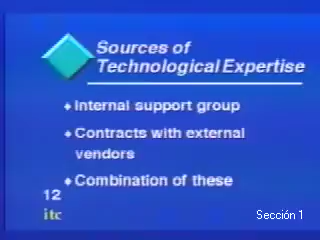 Sources of
Technological Expertise
♦ Internal support group
♦ Contracts with external
vendors
♦ Combination of these
12
itc
Sección 1